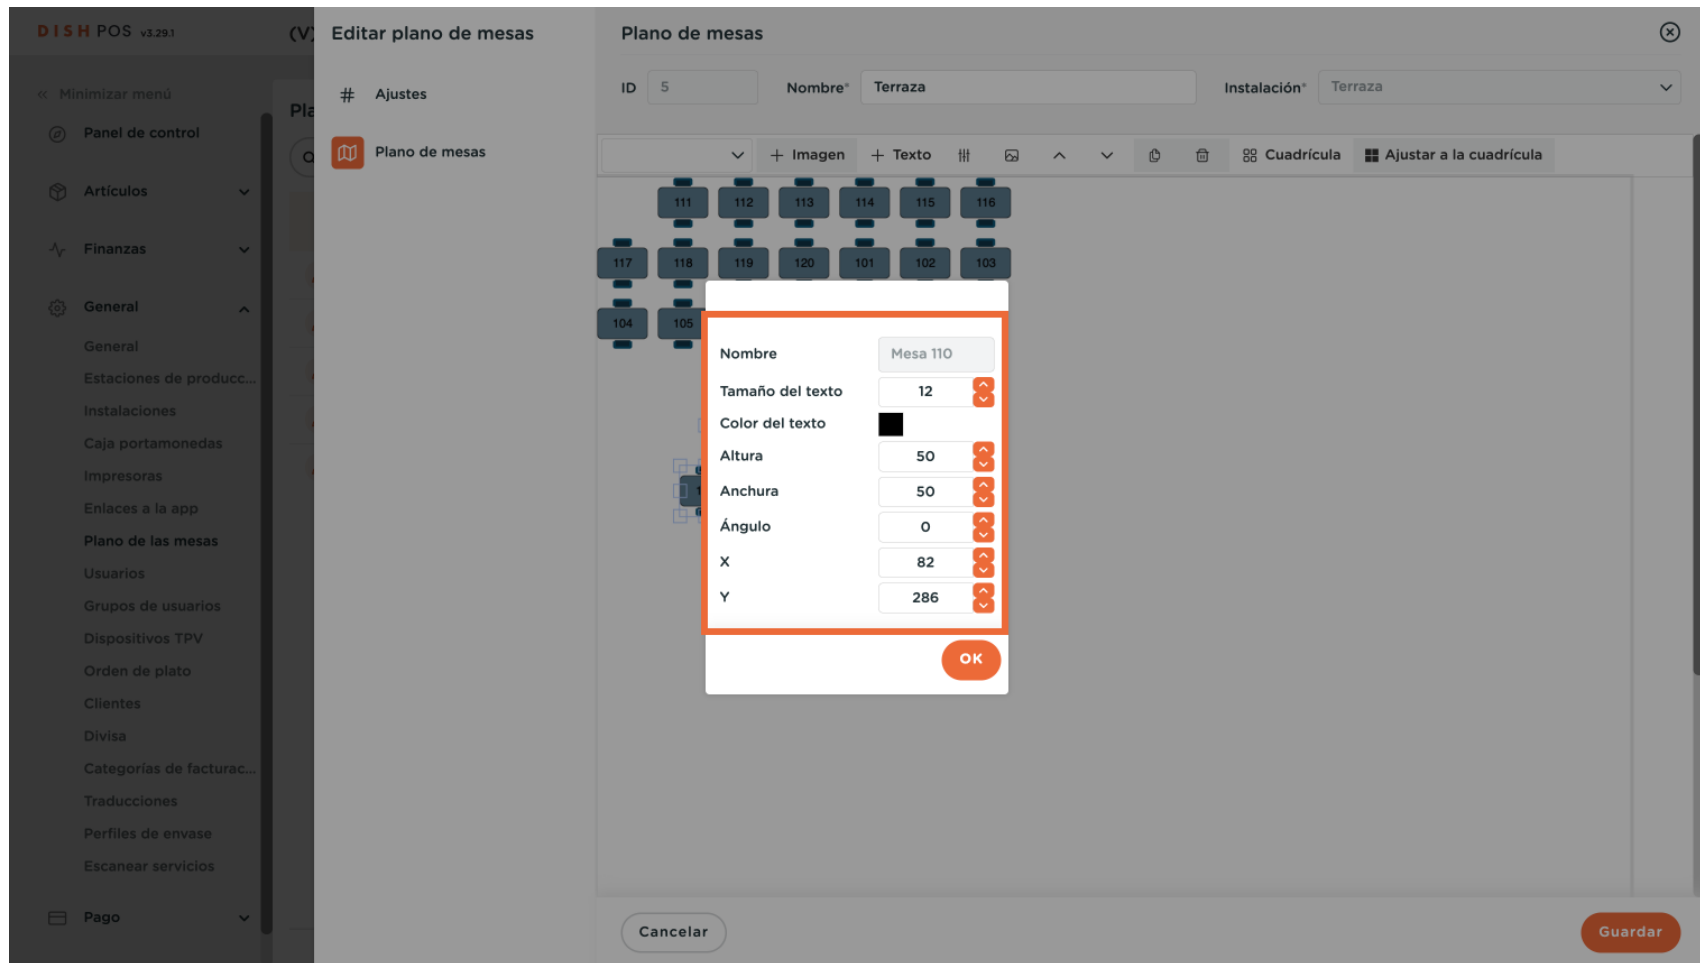 DISH POS v3.29.1
(V)
Editar plano de mesas
Plano de mesas
« Minimizar menú
Panel de control
Artículos
Finanzas
General
General
Estaciones de producc...
Instalaciones
Caja portamonedas
Impresoras
Enlaces a la app
Plano de las mesas
Usuarios
Grupos de usuarios
Dispositivos TPV
Orden de plato
Clientes
Divisa
Categorías de facturac...
Traducciones
Perfiles de envase
Escanear servicios
Pago
Pla
# Ajustes
Plano de mesas
ID 5 Nombre* Terraza Instalación* Terraza
+ Imagen + Texto Cuadrícula Ajustar a la cuadrícula
111 112 113 114 115 116
117 118 119 120 101 102 103
104 105
Nombre Mesa 110
Tamaño del texto 12
Color del texto
Altura 50
Anchura 50
Ángulo 0
X 82
Y 286
OK
Cancelar
Guardar